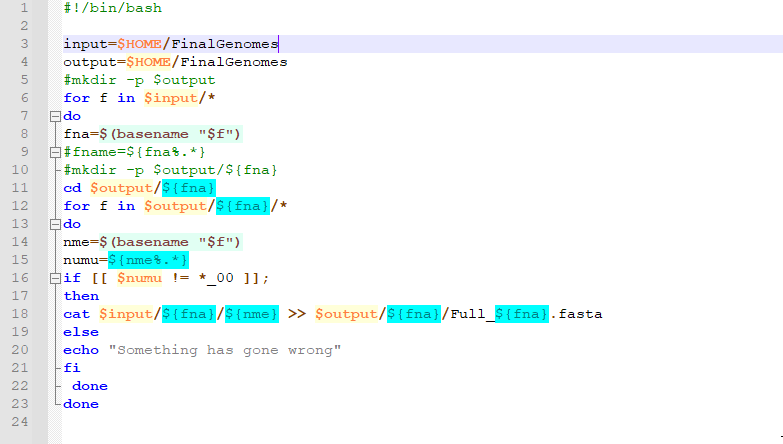 1 #!/bin/bash
2
3 input=$HOME/FinalGenomes
4 output=$HOME/FinalGenomes
5 #mkdir -p $output
6 for f in $input/*
7 do
8 fna=$(basename "$f")
9 #fname=${fna%.*}
10 #mkdir -p $output/${fna}
11 cd $output/${fna}
12 for f in $output/${fna}/*
13 do
14 nme=$(basename "$f")
15 numu=${nme%.*}
16 if [[ $numu != *_00 ]];
17 then
18 cat $input/${fna}/${nme} >> $output/${fna}/Full_${fna}.fasta
19 else
20 echo "Something has gone wrong"
21 fi
22  done
23 done
24